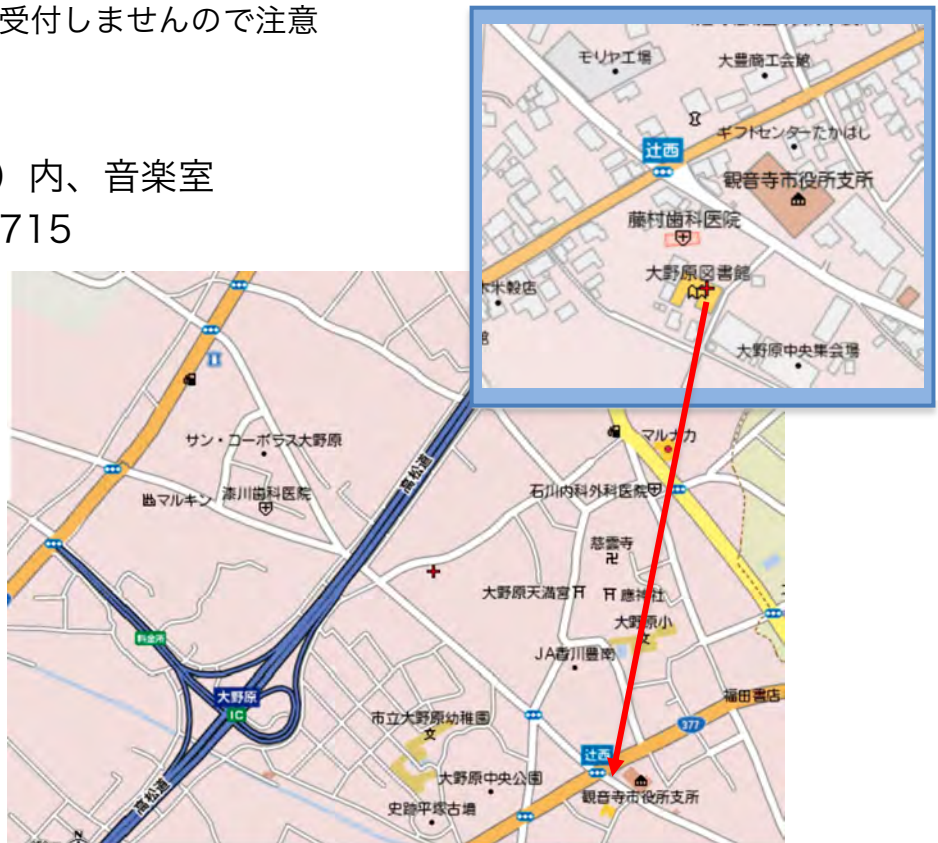 受付しませんので注意
）内、音楽室
715
モリヤ工場
大豊商工会館
ギフトセンターたかはし
辻西
観音寺市役所支所
藤村歯科医院
大野原図書館
木米穀店
館
大野原中央集会場
サン・コーポラス大野原
高松道
マルナカ
マルキン
漆川歯科医院
石川内科外科医院
慈雲寺
大野原天満宮
應神社
大野原小
料金所
JA香川豊南
大野原
IC
福田書店
市立大野原幼稚園
377
辻西
大野原中央公園
観音寺市役所支所
高松道
史跡平塚古墳